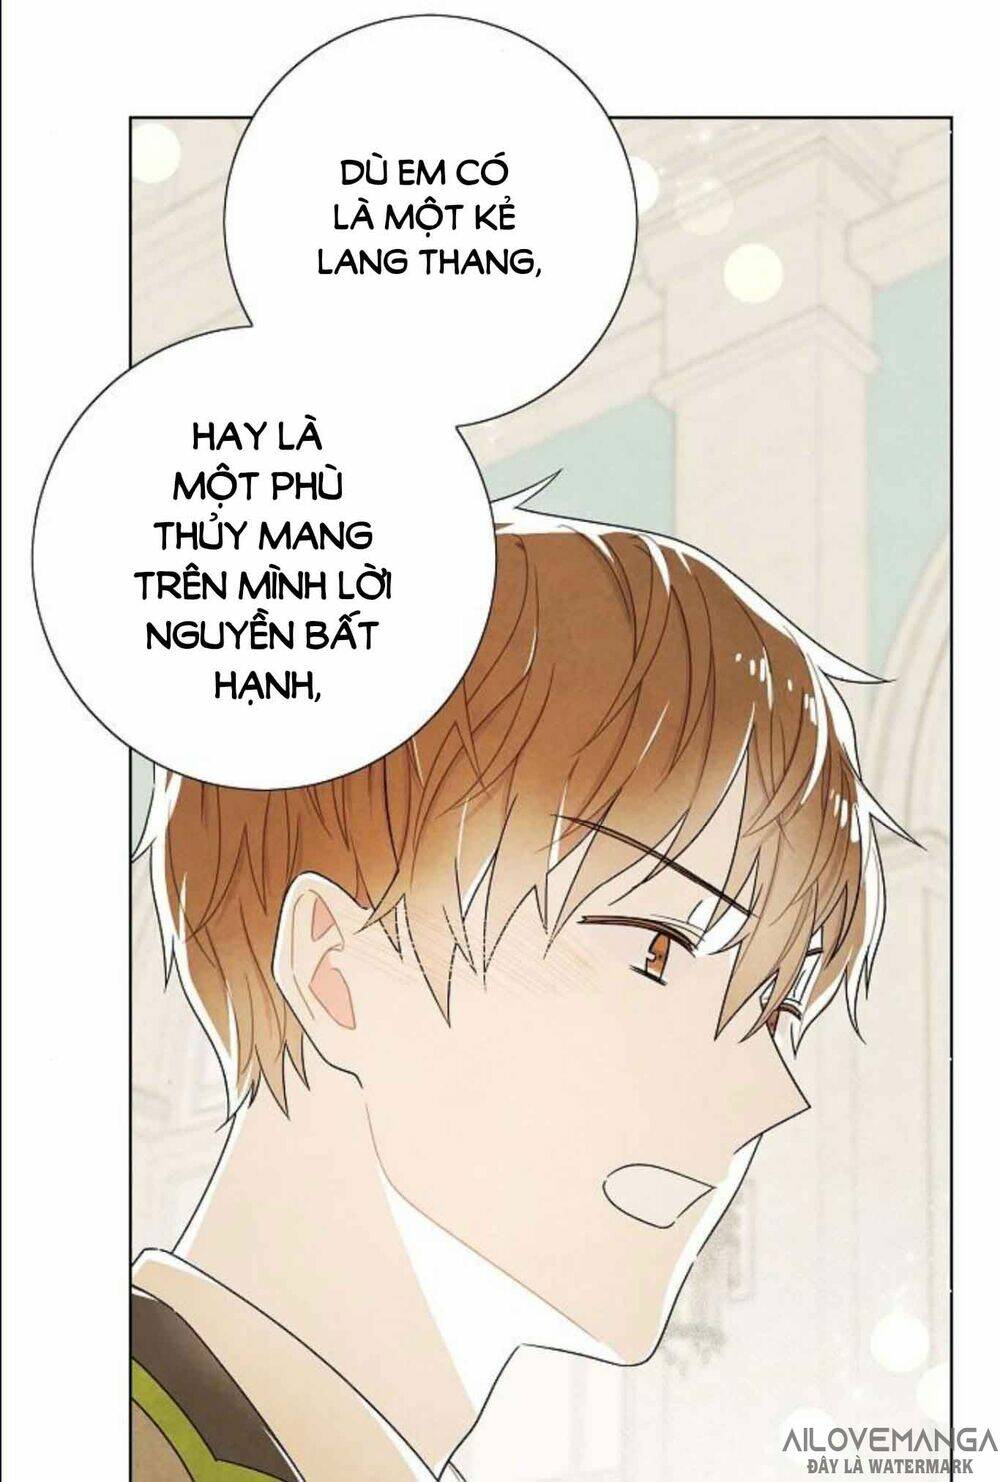 DÙ EM CÓ
LÀ MỘT KẺ
LANG THANG,
HAY LÀ
MỘT PHÙ
THỦY MANG
TRÊN MÌNH LỜI
NGUYỀN BẤT
HẠNH,
AILOVEMANGA
ĐÂY LÀ WATERMARK